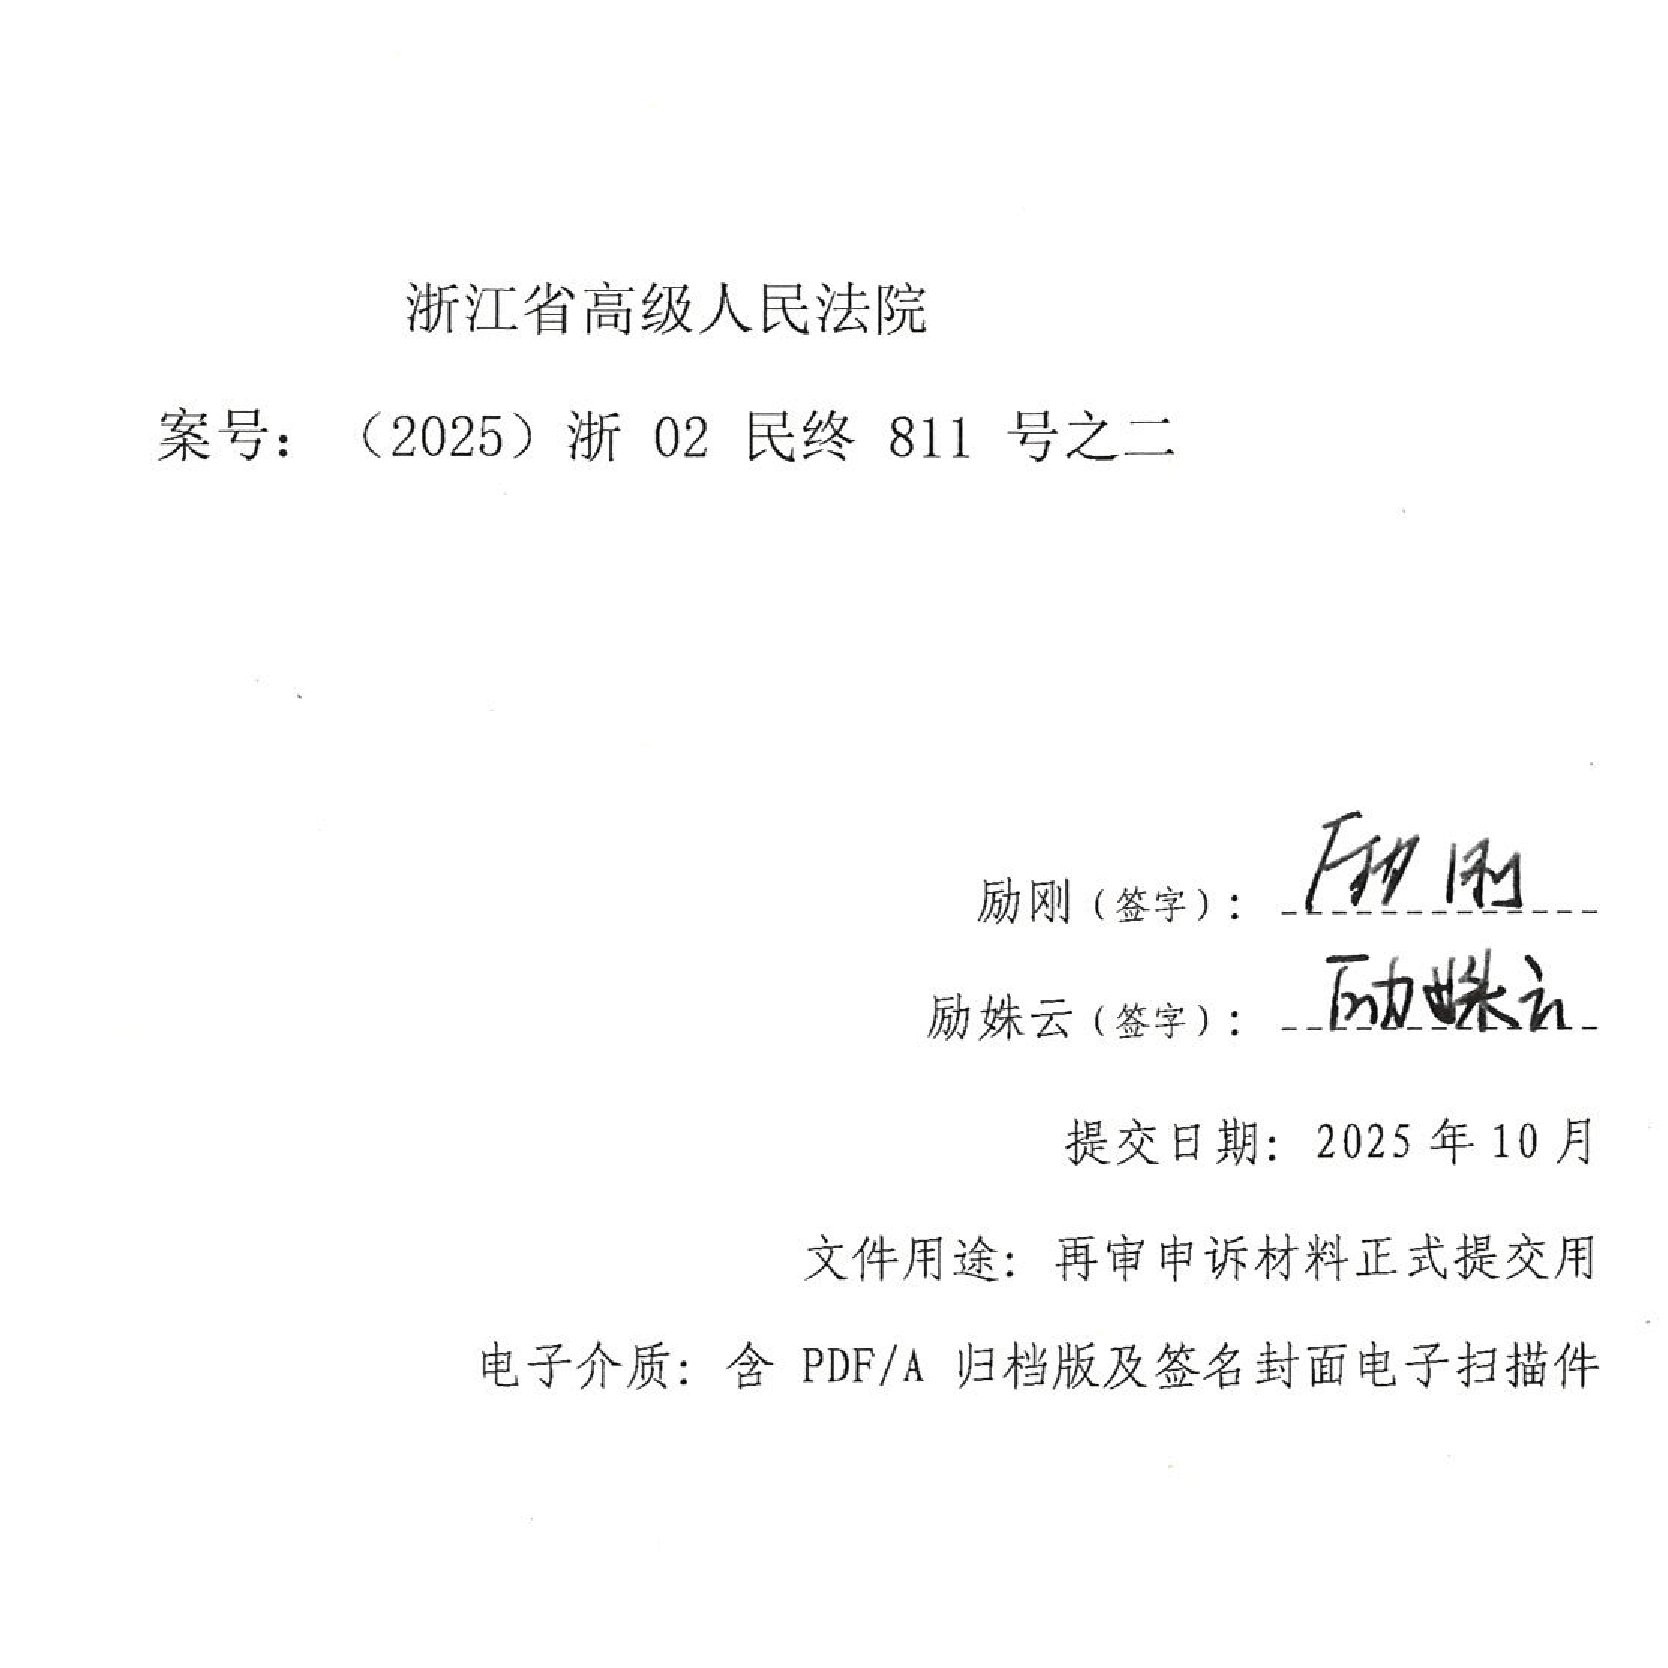 浙江省高级人民法院
案号：（2025）浙 02 民终 811 号之二
励刚（签字）：励刚
励姝云（签字）：励姝云
提交日期：2025 年 10 月
文件用途：再审申诉材料正式提交用
电子介质：含 PDF/A 归档版及签名封面电子扫描件